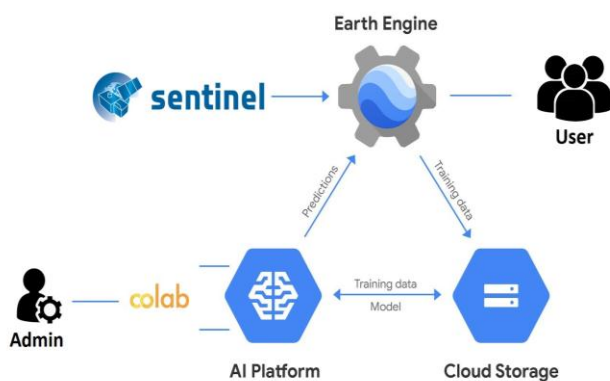 Earth Engine
sentinel
User
Predictions
Training data
colab
Training data
Model
Admin
AI Platform
Cloud Storage